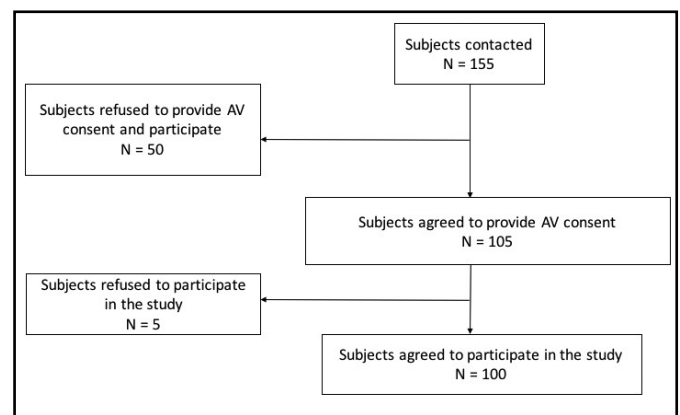 Subjects contacted
N = 155
Subjects refused to provide AV
consent and participate
N = 50
Subjects agreed to provide AV consent
N = 105
Subjects refused to participate
in the study
N = 5
Subjects agreed to participate in the study
N = 100